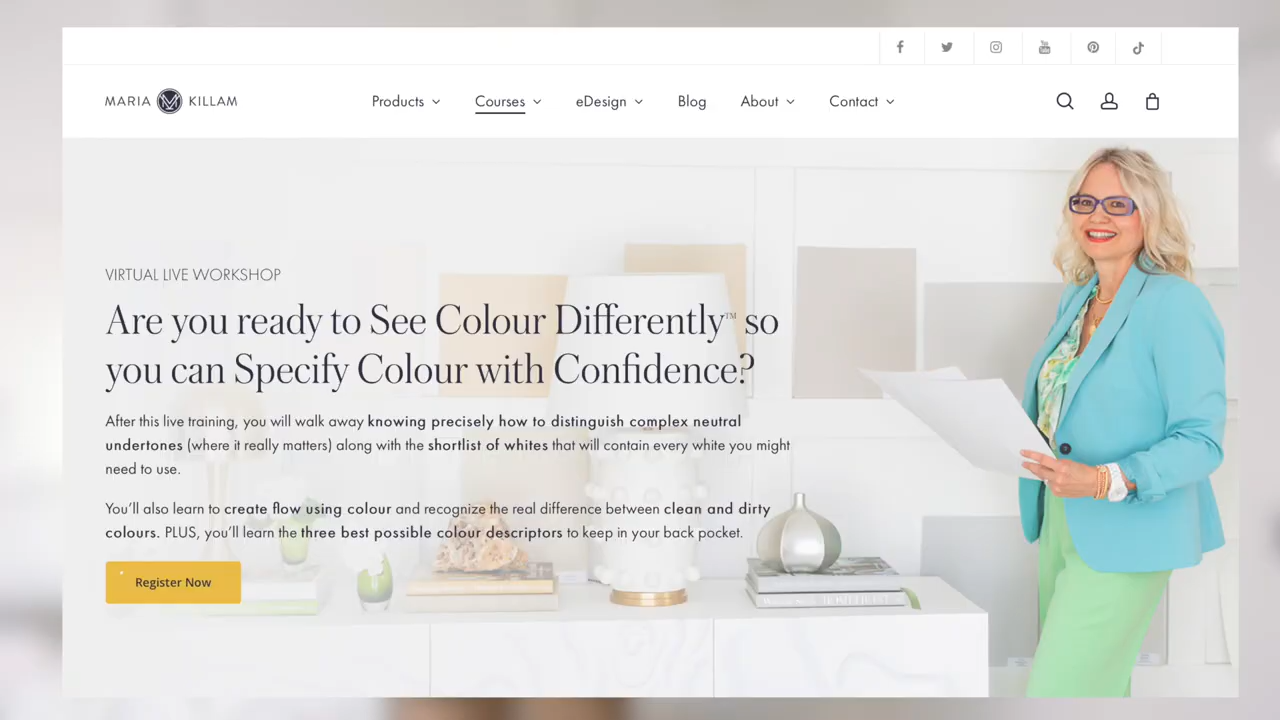 MARIA KILLAM
Products Courses eDesign Blog About Contact
VIRTUAL LIVE WORKSHOP
Are you ready to See Colour Differently™ so
you can Specify Colour with Confidence?
After this live training, you will walk away knowing precisely how to distinguish complex neutral
undertones (where it really matters) along with the shortlist of whites that will contain every white you might
need to use.
You'll also learn to create flow using colour and recognize the real difference between clean and dirty
colours. PLUS, you'll learn the three best possible colour descriptors to keep in your back pocket.
Register Now